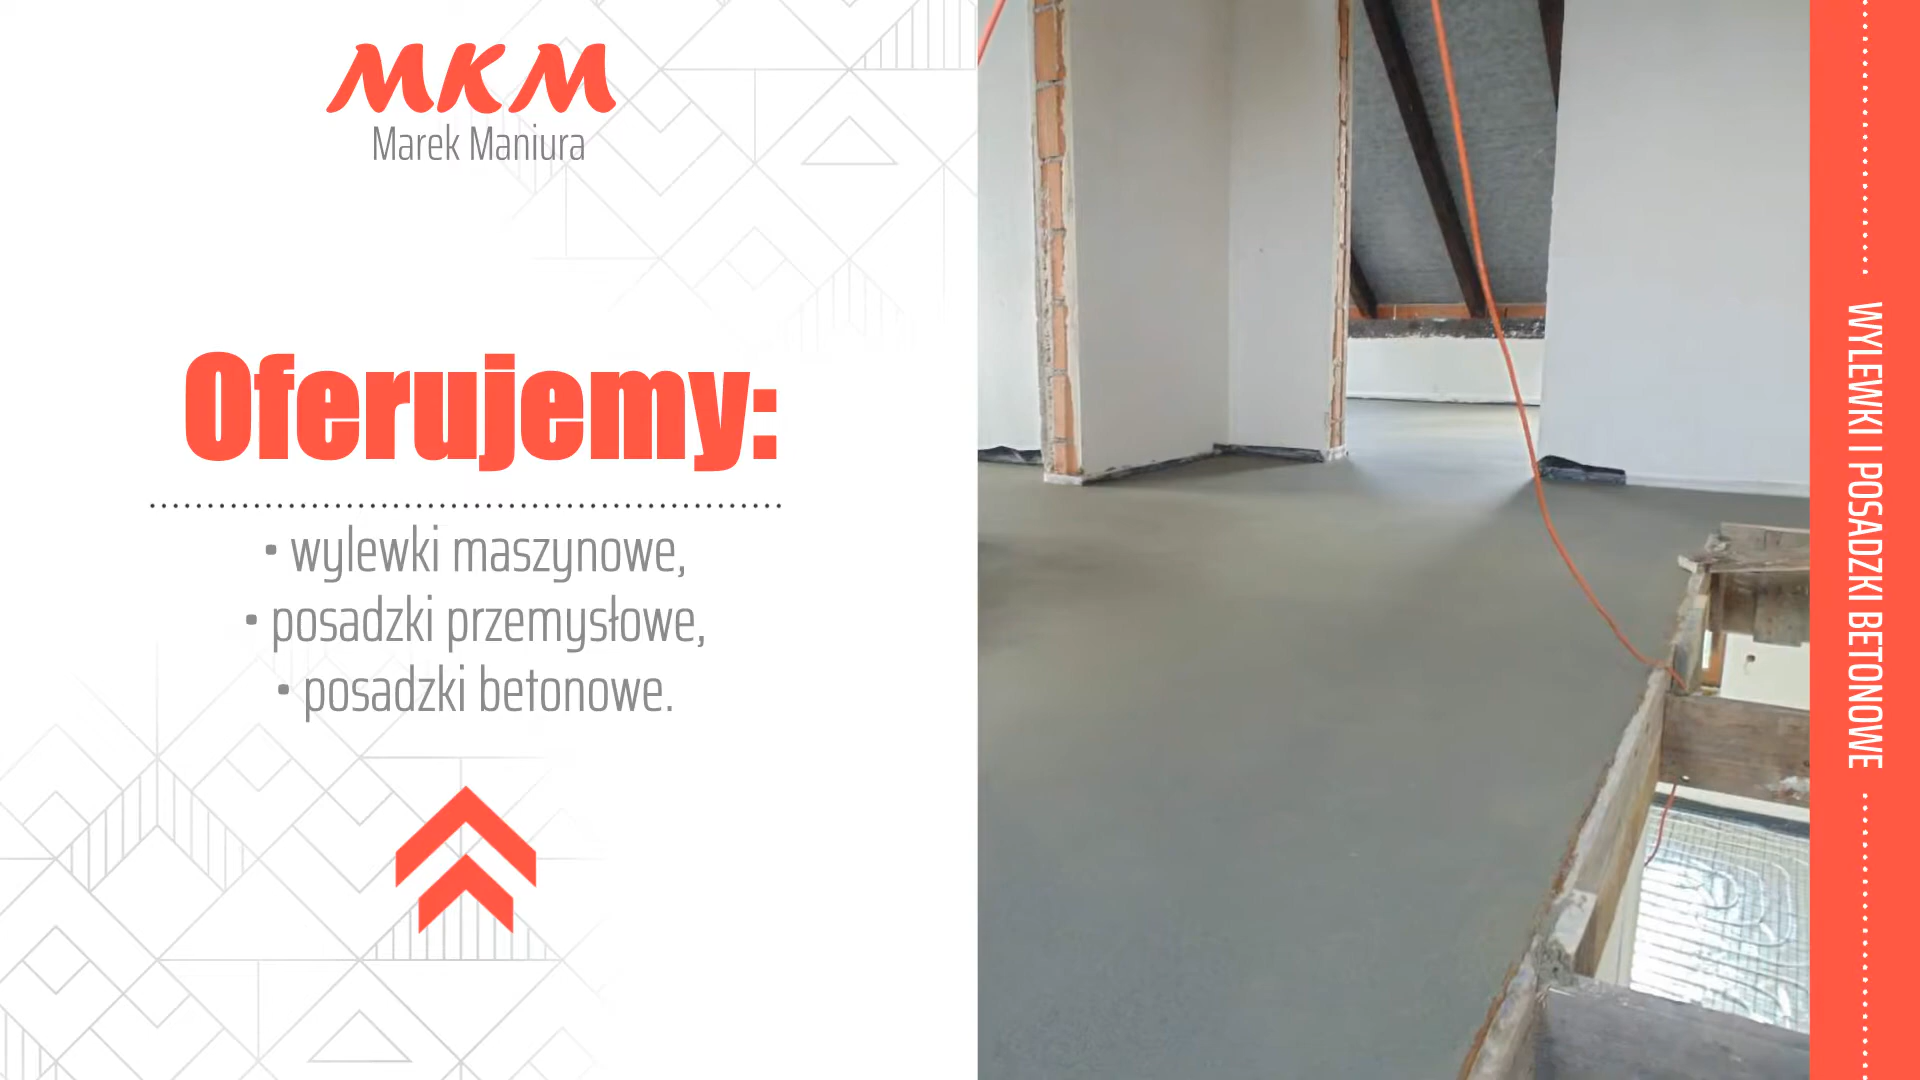 MKM
Marek Maniura
Oferujemy:
• wylewki maszynowe,
• posadzki przemysłowe,
• posadzki betonowe.
WYLEWKI I POSADZKI BETONOWE